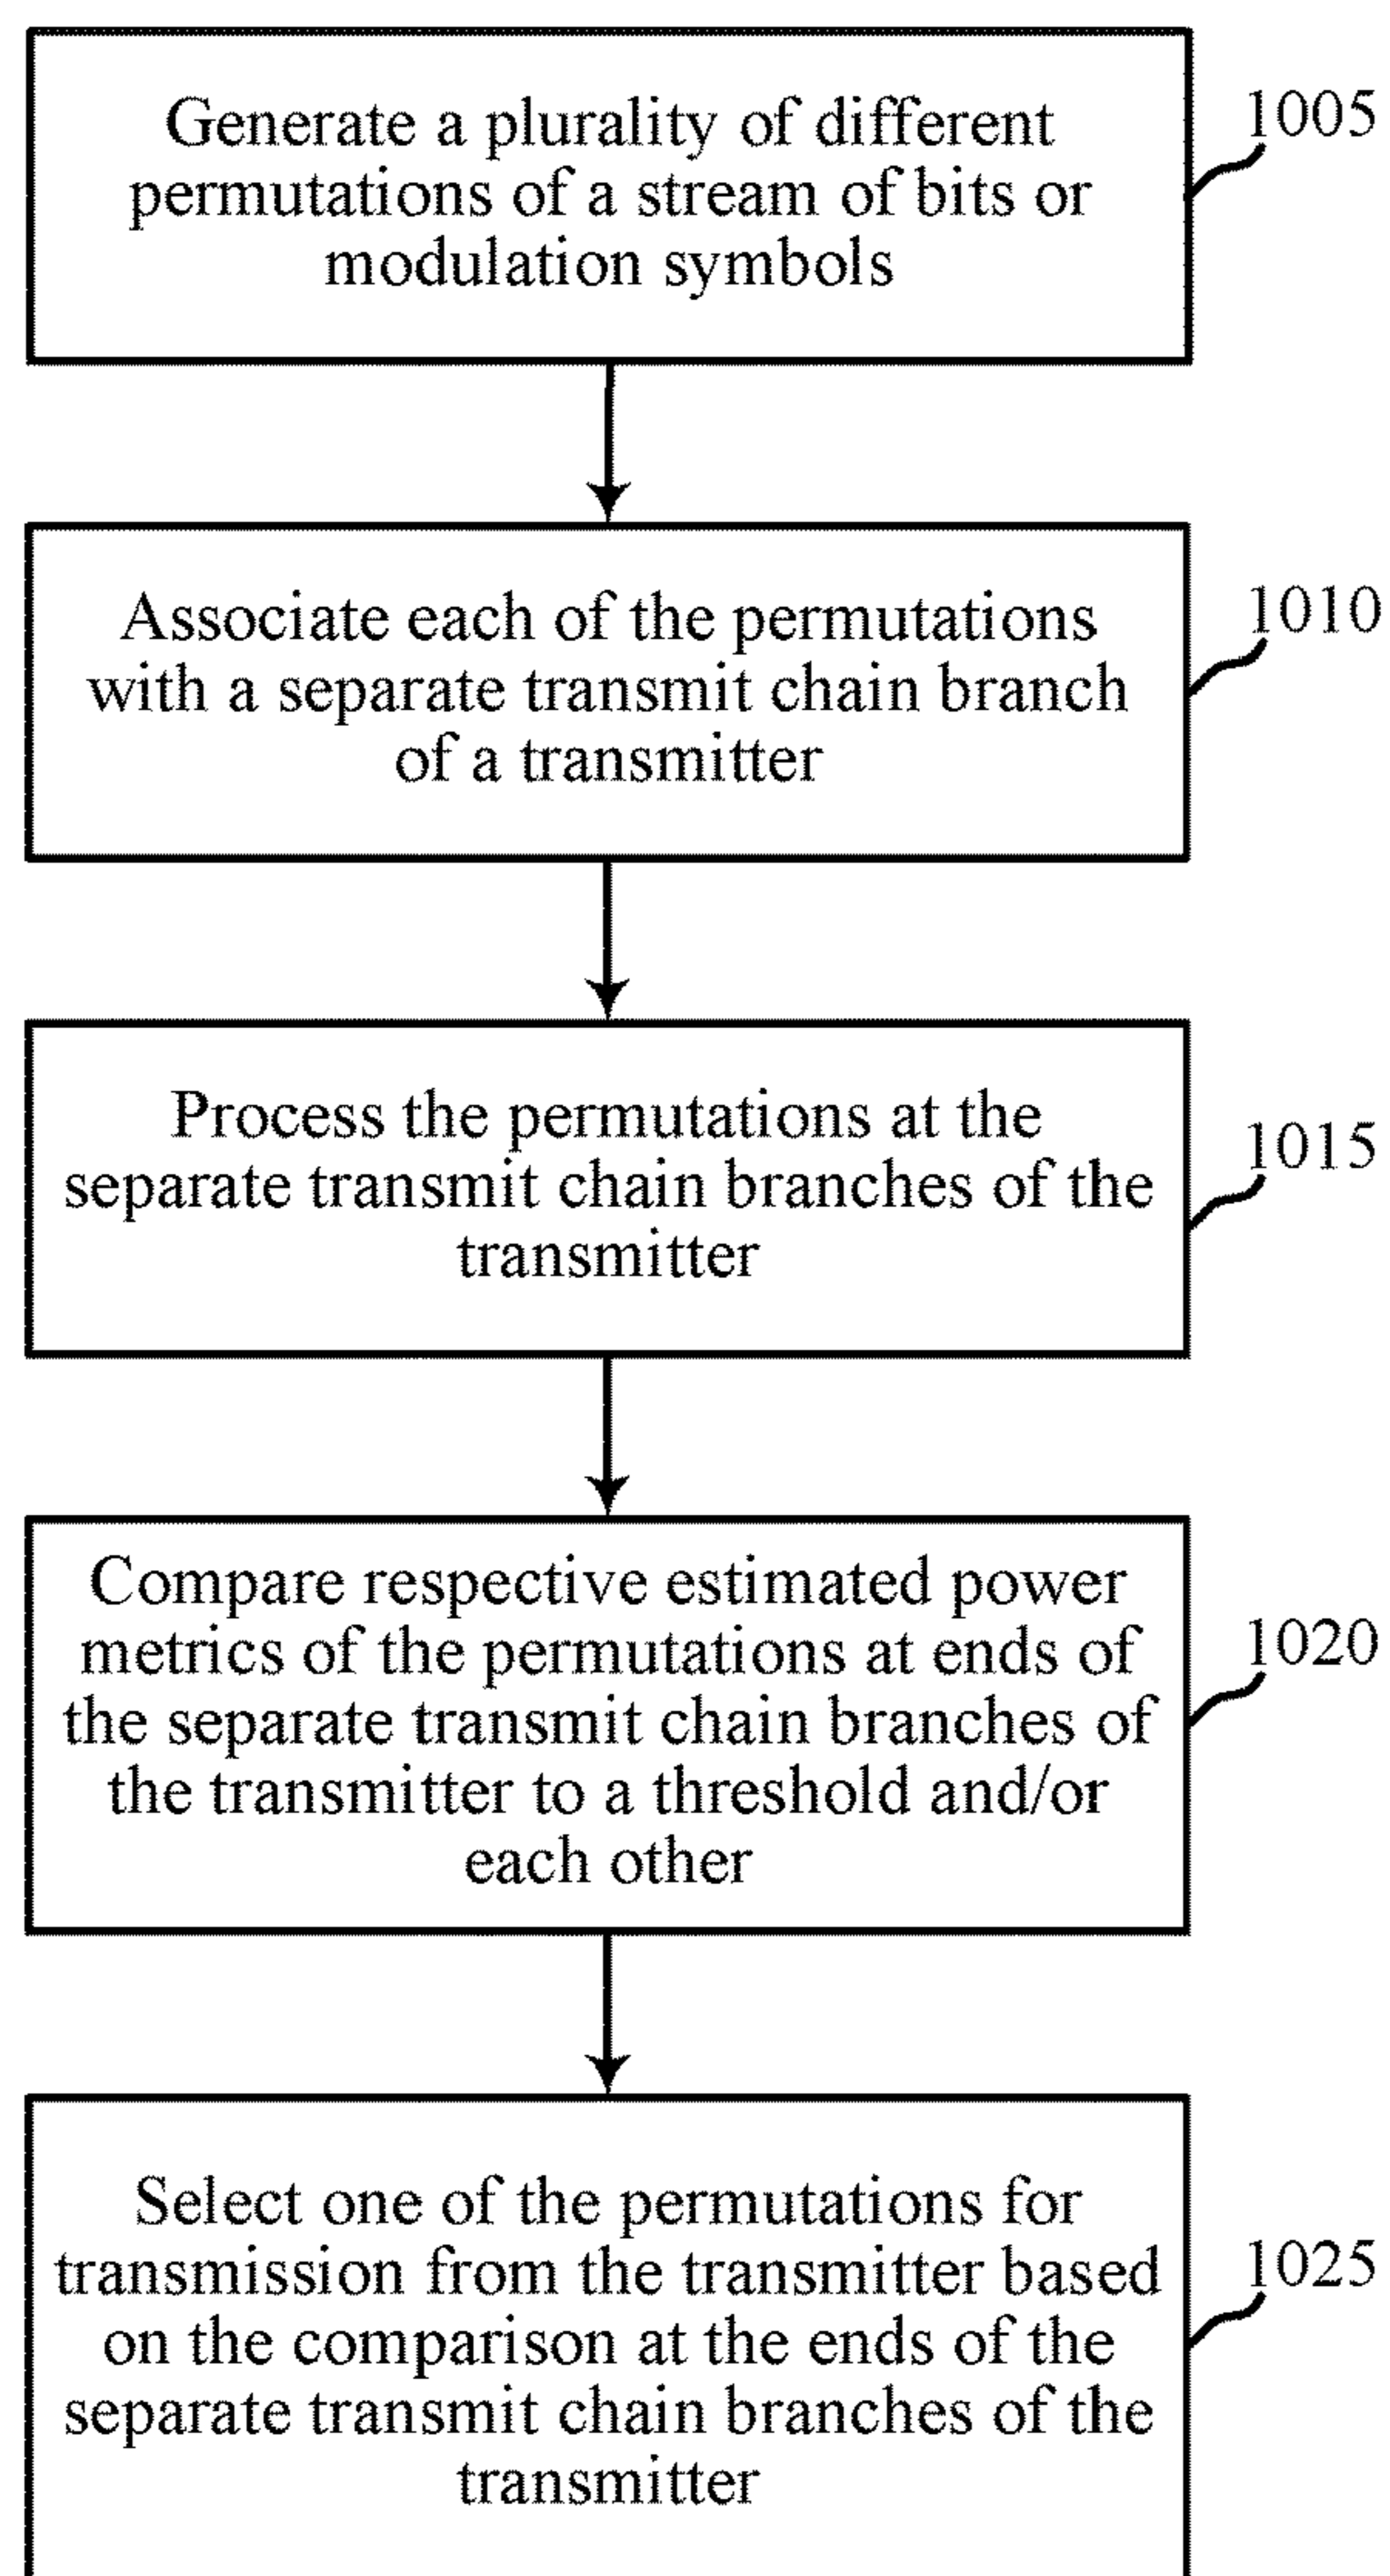 Generate a plurality of different
permutations of a stream of bits or
modulation symbols
1005
Associate each of the permutations
with a separate transmit chain branch
of a transmitter
1010
Process the permutations at the
separate transmit chain branches of the
transmitter
1015
Compare respective estimated power
metrics of the permutations at ends of
the separate transmit chain branches of
the transmitter to a threshold and/or
each other
1020
Select one of the permutations for
transmission from the transmitter based
on the comparison at the ends of the
separate transmit chain branches of the
transmitter
1025